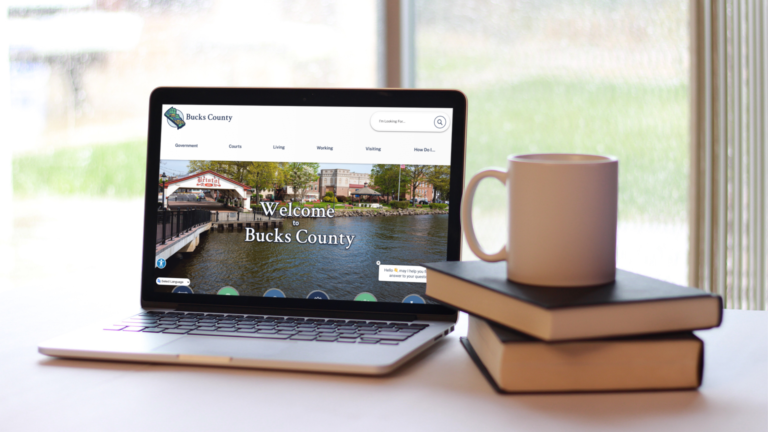 Bucks County
I'm Looking For...
Government Courts Living Working Visiting How Do I...
Bristol
Welcome
to
Bucks County
Select Language
Hello 👋 may I help you f
answer to your question